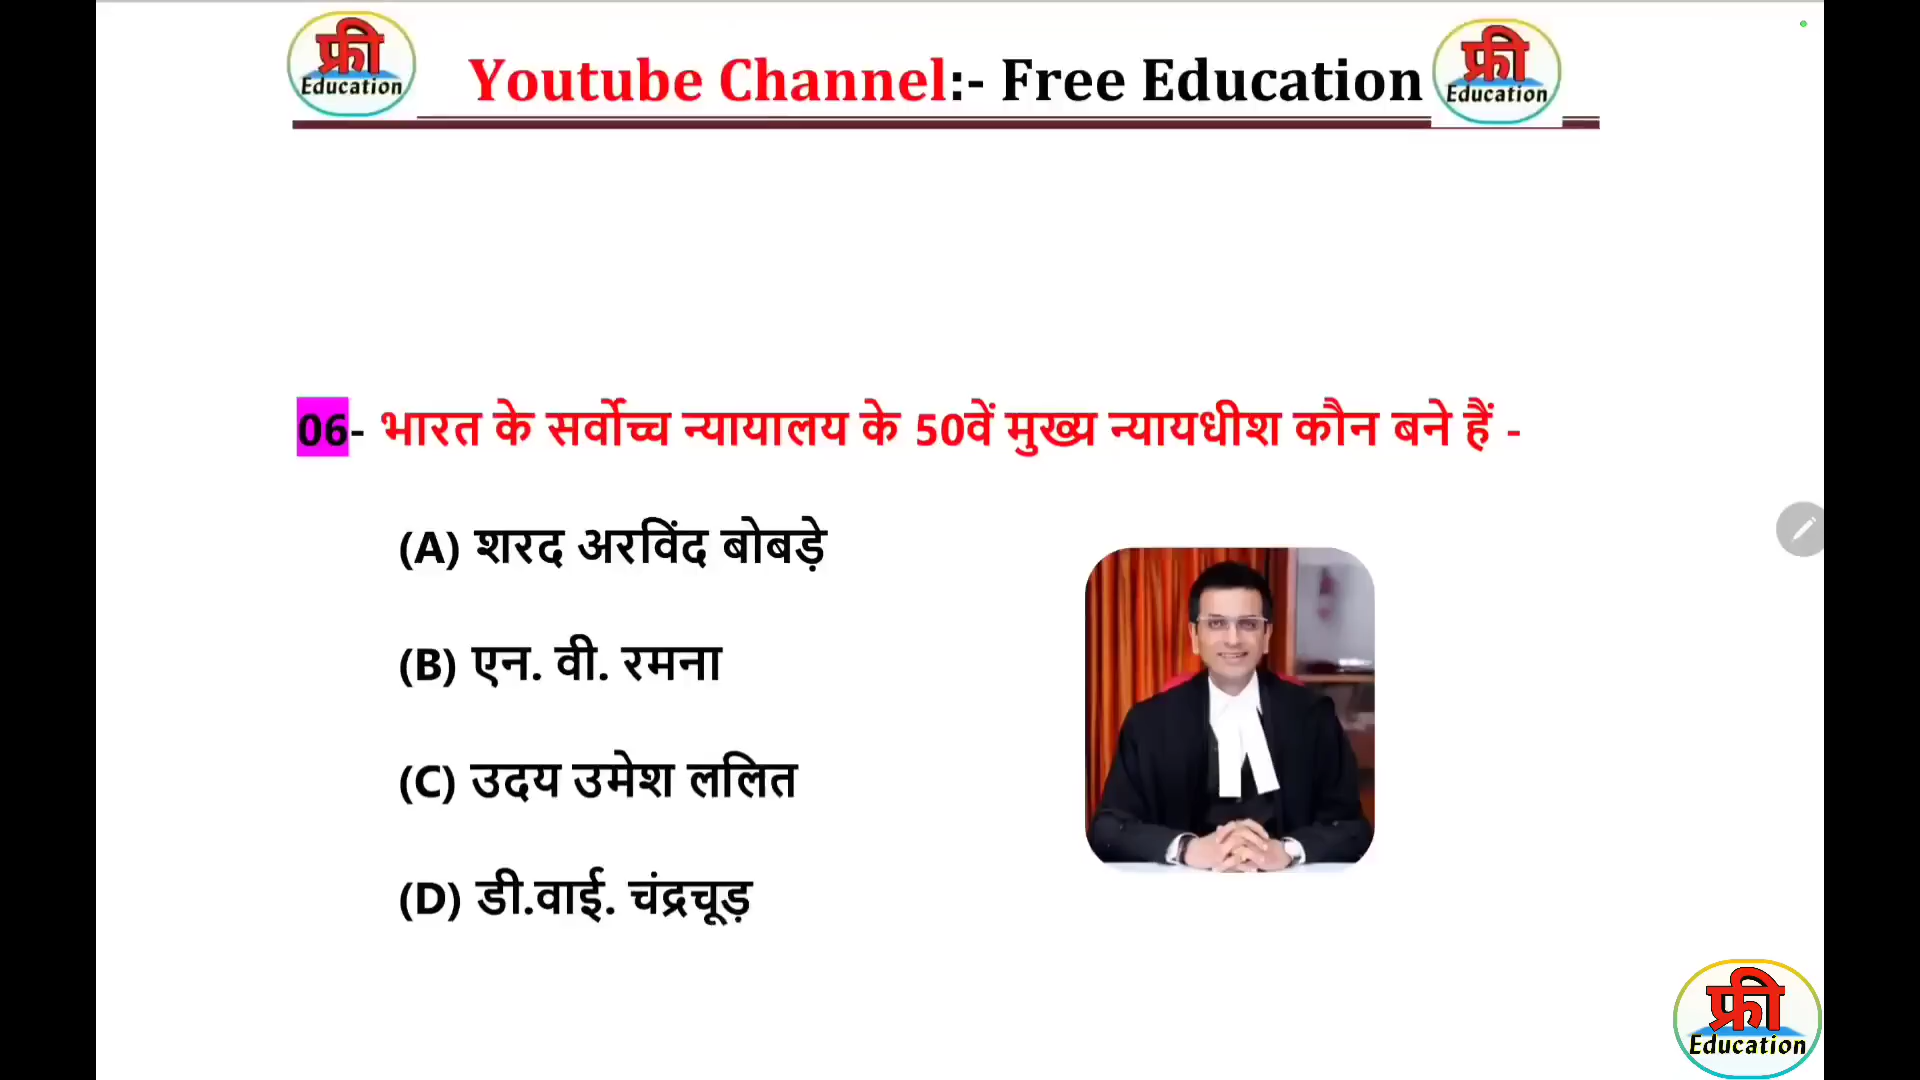 फ्री
Education
Youtube Channel:- Free Education
फ्री
Education
06- भारत के सर्वोच्च न्यायालय के 50वें मुख्य न्यायधीश कौन बने हैं -
(A) शरद अरविंद बोबड़े
(B) एन. वी. रमना
(C) उदय उमेश ललित
(D) डी.वाई. चंद्रचूड़
फ्री
Education